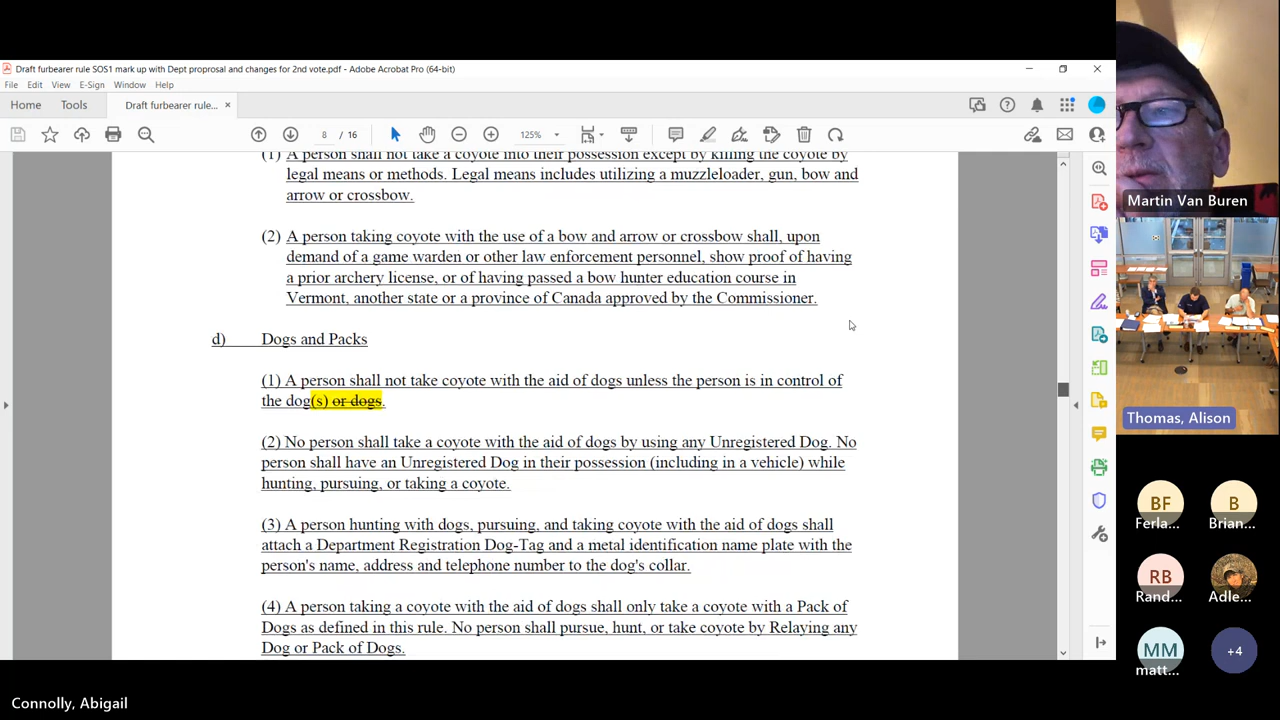 Draft furbearer rule SOS1 mark up with Dept proprosal and changes for 2nd vote.pdf - Adobe Acrobat Pro (64-bit)
File Edit View E-Sign Window Help
Home Tools Draft furbearer rule... ×
8 / 16 125%
(1) A person shall not take a coyote into their possession except by killing the coyote by
legal means or methods. Legal means includes utilizing a muzzleloader, gun, bow and
arrow or crossbow.
(2) A person taking coyote with the use of a bow and arrow or crossbow shall, upon
demand of a game warden or other law enforcement personnel, show proof of having
a prior archery license, or of having passed a bow hunter education course in
Vermont, another state or a province of Canada approved by the Commissioner.
d) Dogs and Packs
(1) A person shall not take coyote with the aid of dogs unless the person is in control of
the dog(s) or dogs.
(2) No person shall take a coyote with the aid of dogs by using any Unregistered Dog. No
person shall have an Unregistered Dog in their possession (including in a vehicle) while
hunting, pursuing, or taking a coyote.
(3) A person hunting with dogs, pursuing, and taking coyote with the aid of dogs shall
attach a Department Registration Dog-Tag and a metal identification name plate with the
person's name, address and telephone number to the dog's collar.
(4) A person taking a coyote with the aid of dogs shall only take a coyote with a Pack of
Dogs as defined in this rule. No person shall pursue, hunt, or take coyote by Relaying any
Dog or Pack of Dogs.
Martin Van Buren
Thomas, Alison
BF B
Ferla... Brian...
RB
Rand... Adle...
MM +4
matt...
Connolly, Abigail